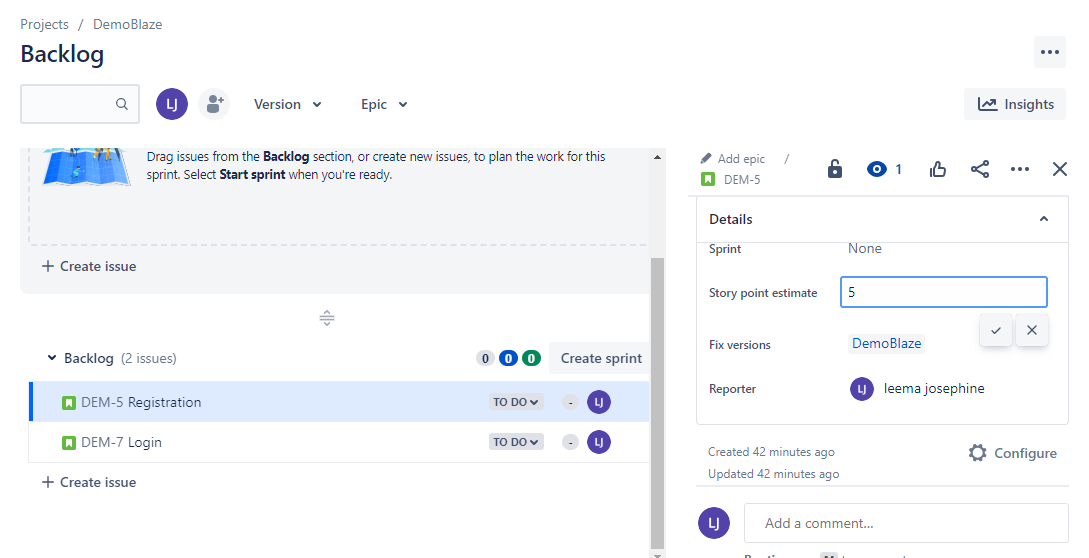 Projects / DemoBlaze
Backlog
LJ
Version
Epic
Insights
Drag issues from the Backlog section, or create new issues, to plan the work for this
sprint. Select Start sprint when you're ready.
+ Create issue
Backlog (2 issues)
0 0 0
Create sprint
DEM-5 Registration
TO DO
-
LJ
DEM-7 Login
TO DO
-
LJ
+ Create issue
Add epic /
DEM-5
1
Details
Sprint
None
Story point estimate
5
Fix versions
DemoBlaze
Reporter
LJ
leema josephine
Created 42 minutes ago
Configure
Updated 42 minutes ago
LJ
Add a comment...